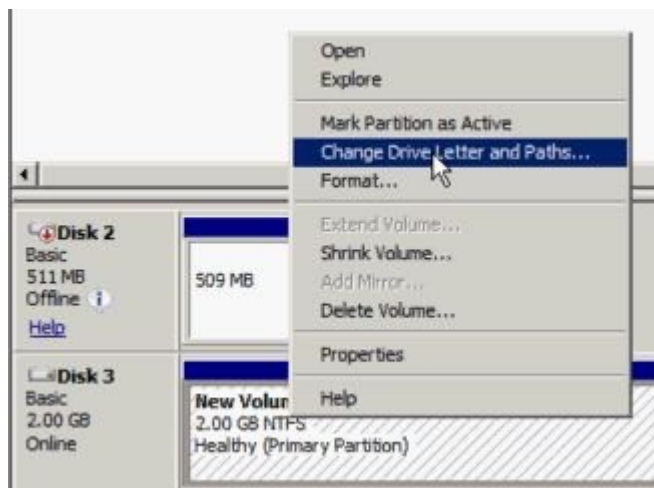 Open
Explore
Mark Partition as Active
Change Drive Letter and Paths...
Format...
Extend Volume...
Shrink Volume...
Add Mirror...
Delete Volume...
Properties
Help
Disk 2
Basic
511 MB
Offline
Help
509 MB
Disk 3
Basic
2.00 GB
Online
New Volum
2.00 GB NTFS
Healthy (Primary Partition)